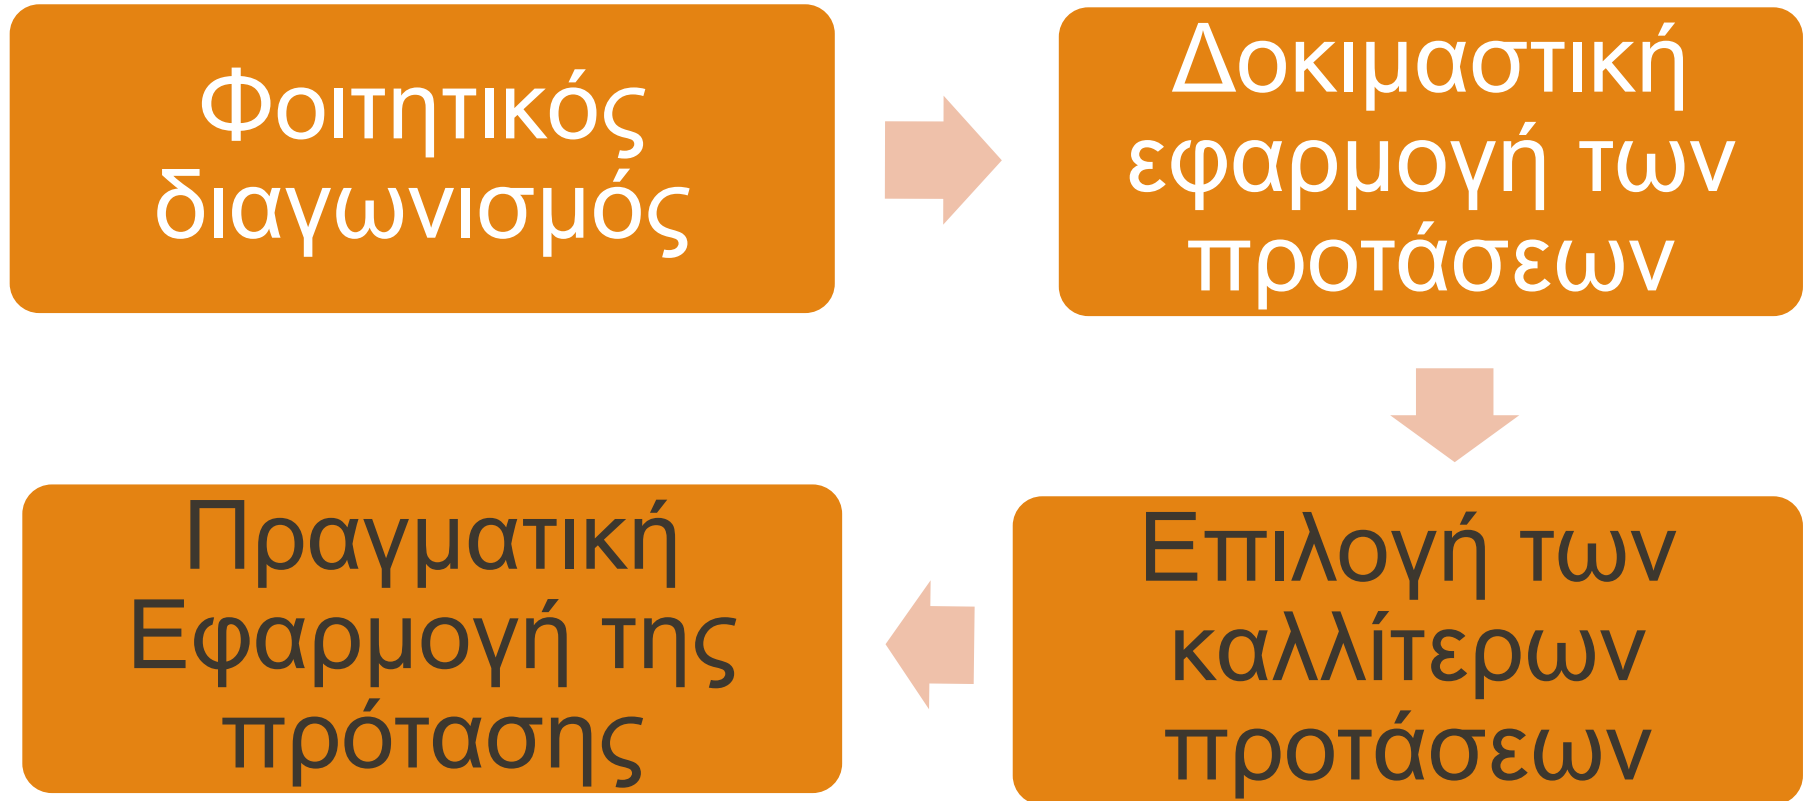 Φοιτητικός
διαγωνισμός
Δοκιμαστική
εφαρμογή των
προτάσεων
Επιλογή των
καλλίτερων
προτάσεων
Πραγματική
Εφαρμογή της
πρότασης